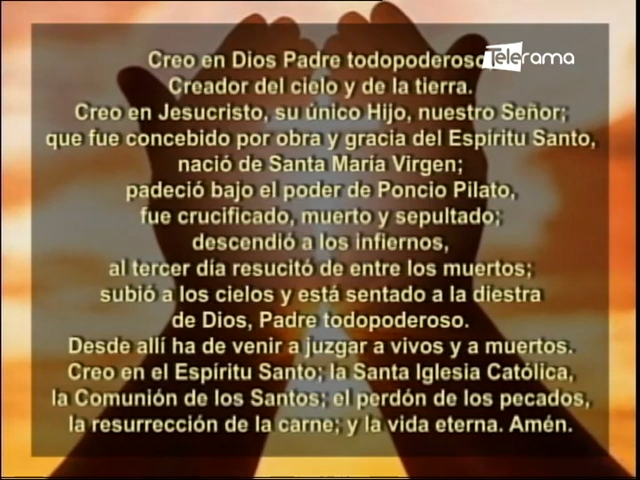 Creo en Dios Padre todopoderoso
Telerama
Creador del cielo y de la tierra.
Creo en Jesucristo, su único Hijo, nuestro Señor;
que fue concebido por obra y gracia del Espíritu Santo,
nació de Santa María Virgen;
padeció bajo el poder de Poncio Pilato,
fue crucificado, muerto y sepultado;
descendió a los infiernos,
al tercer día resucitó de entre los muertos;
subió a los cielos y está sentado a la diestra
de Dios, Padre todopoderoso.
Desde allí ha de venir a juzgar a vivos y a muertos.
Creo en el Espíritu Santo; la Santa Iglesia Católica,
la Comunión de los Santos; el perdón de los pecados,
la resurrección de la carne; y la vida eterna. Amén.